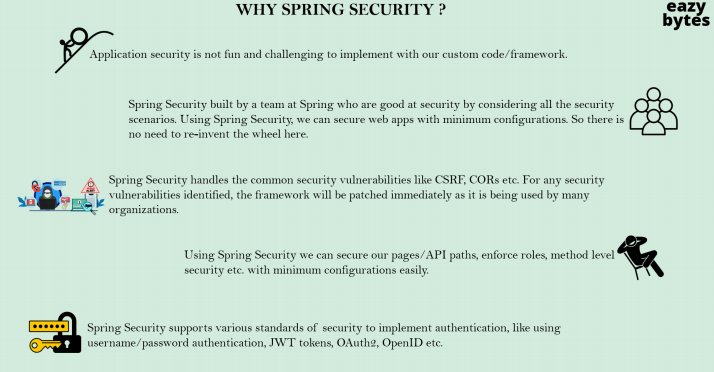 WHY SPRING SECURITY ?
eazy
bytes
Application security is not fun and challenging to implement with our custom code/framework.
Spring Security built by a team at Spring who are good at security by considering all the security
scenarios. Using Spring Security, we can secure web apps with minimum configurations. So there is
no need to re-invent the wheel here.
Spring Security handles the common security vulnerabilities like CSRF, CORs etc. For any security
vulnerabilities identified, the framework will be patched immediately as it is being used by many
organizations.
Using Spring Security we can secure our pages/API paths, enforce roles, method level
security etc. with minimum configurations easily.
Spring Security supports various standards of security to implement authentication, like using
username/password authentication, JWT tokens, OAuth2, OpenID etc.